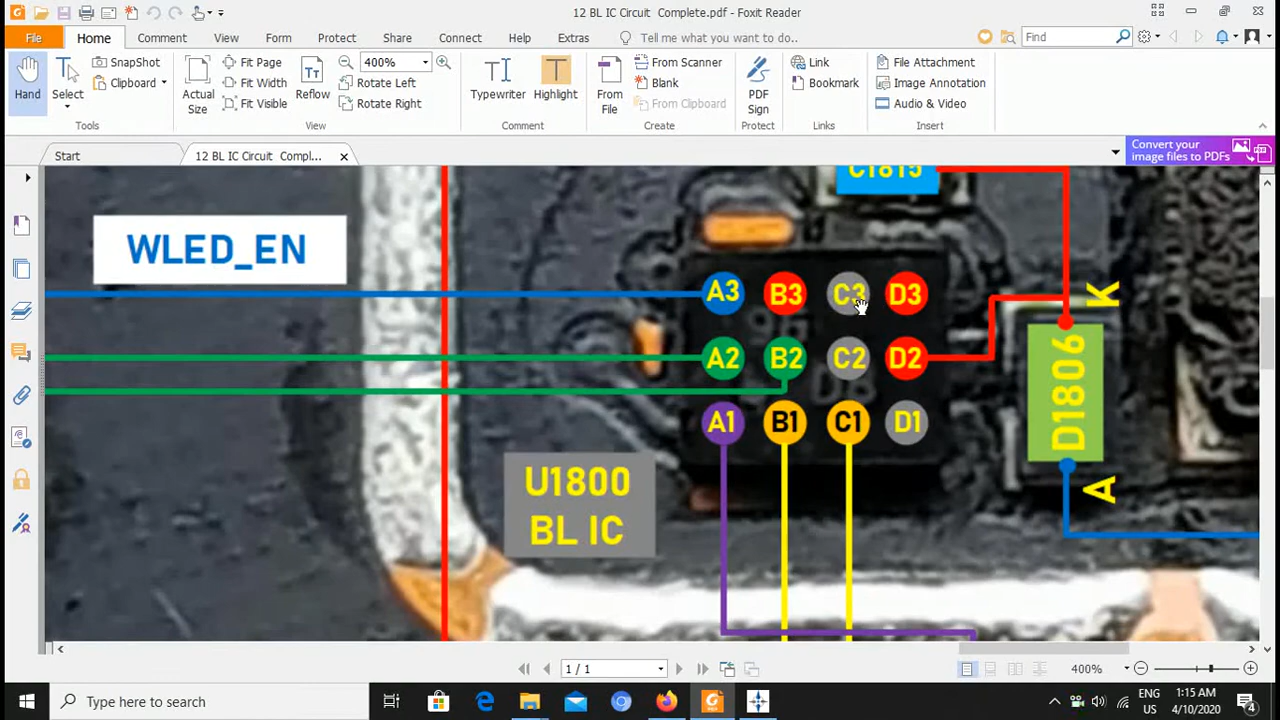 12 BL IC Circuit Complete.pdf - Foxit Reader
File Home Comment View Form Protect Share Connect Help Extras Tell me what you want to do.. Find
Hand
Select
SnapShot
Clipboard
Actual
Size
Fit Page
Fit Width
Fit Visible
Reflow
400%
Rotate Left
Rotate Right
Typewriter
Highlight
From
File
From Scanner
Blank
From Clipboard
PDF
Sign
Link
Bookmark
File Attachment
Image Annotation
Audio & Video
Tools View Comment Create Protect Links Insert
Start
12 BL IC Circuit Compl...
Convert your
image files to PDFs
C1815
WLED_EN
A3 B3 C3 D3
A2 B2 C2 D2
A1 B1 C1 D1
K
D1806
A
U1800
BL IC
1 / 1
400%
Type here to search
ENG
US
1:15 AM
4/10/2020
4